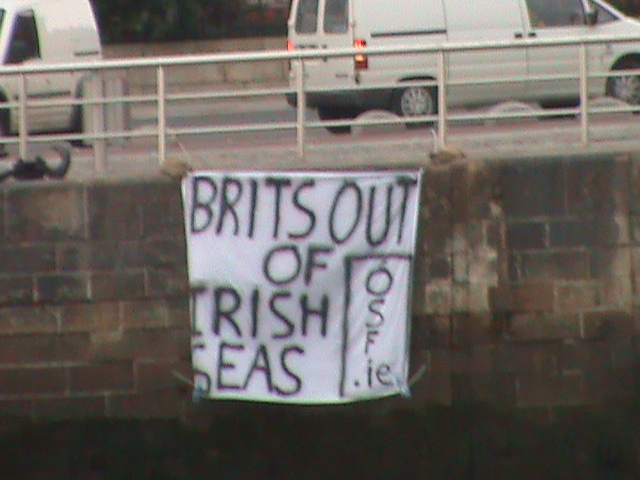 BRITS OUT
OF
IRISH
SEAS
ÓSF
.ie